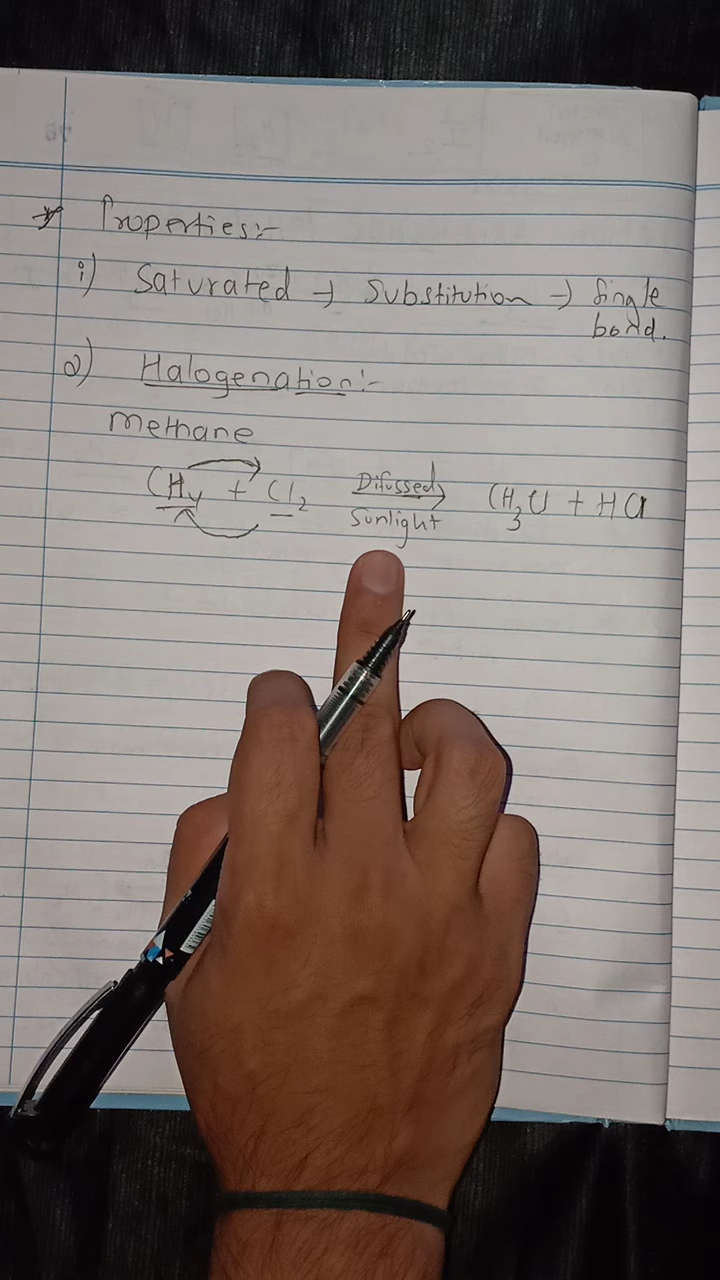 * Properties:-
i) Saturated → Substitution → Single
bond.
2) Halogenation:-
methane
CH4 + Cl2 Difussed Sunlight → CH3Cl + HCl